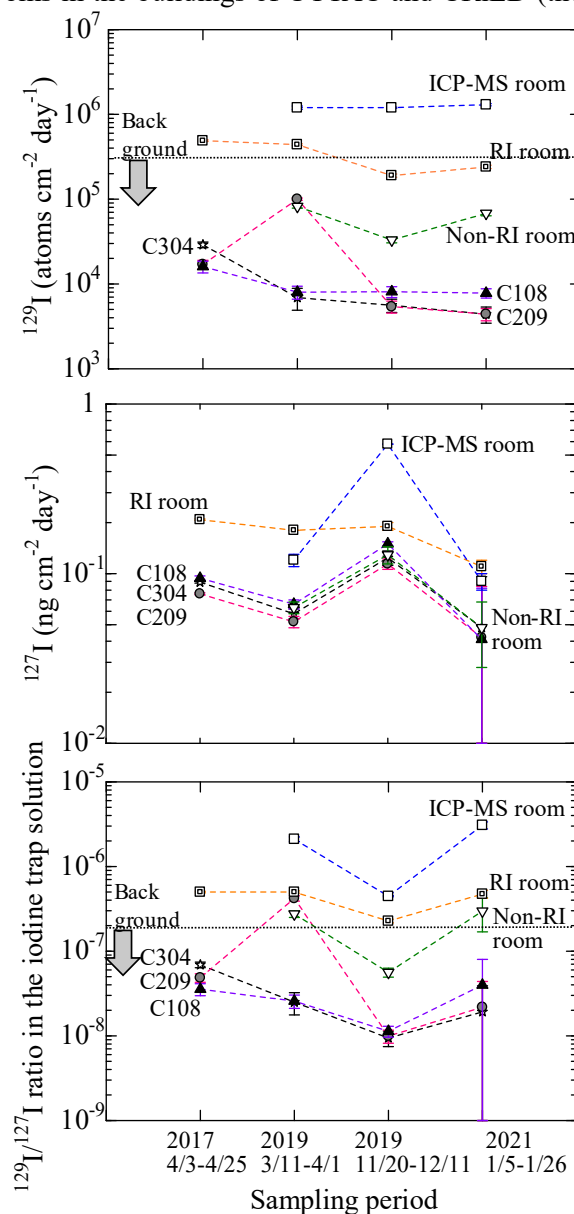 in the buildings of
10⁷
ICP-MS room
10⁶
Back
ground
RI room
10⁵
Non-RI room
C304
10⁴
C108
C209
10³
¹²⁹I (atoms cm⁻² day⁻¹)
1
ICP-MS room
RI room
10⁻¹
C108
C304
C209
Non-RI
room
10⁻²
¹²⁷I (ng cm⁻² day⁻¹)
10⁻⁵
ICP-MS room
10⁻⁶
RI room
Back
ground
Non-RI
room
10⁻⁷
C304
C209
C108
10⁻⁸
10⁻⁹
¹²⁹I/¹²⁷I ratio in the iodine trap solution
2017 2019 2019 2021
4/3-4/25 3/11-4/1 11/20-12/11 1/5-1/26
Sampling period